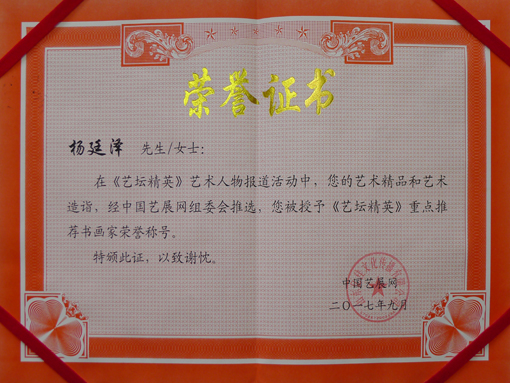 荣誉证书
杨廷泽 先生/女士:
在《艺坛精英》艺术人物报道活动中，您的艺术精品和艺术
造诣、经中国艺展网组委会推选，您被授予《艺坛精英》重点推
荐书画家荣誉称号。
特颁此证，以致谢忱。
中国艺展网
二〇一七年九月